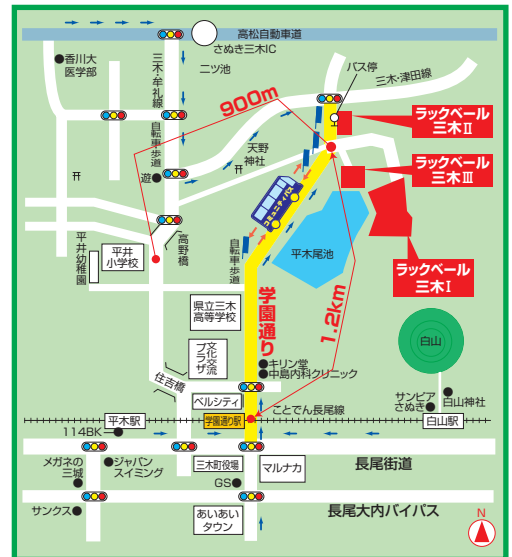 高松自動車道
さぬき三木IC
香川大
医学部
三木・牟礼線
二ツ池
バス停
三木・津田線
900m
ラックベール
三木Ⅱ
自転車歩道
天野
神社
ラックベール
三木Ⅲ
遊
コミュニティバス
高野橋
平井
小学校
平井幼稚園
自転車・歩道
平木尾池
ラックベール
三木Ⅰ
県立三木
高等学校
学園通り
1.2km
文化交流
プラザ
白山
住吉橋
キリン堂
中島内科クリニック
ベルシティ
サンピア
さぬき
白山神社
ことでん長尾線
平木駅
学園通り駅
白山駅
114BK
メガネの
三城
ジャパン
スイミング
三木町役場
マルナカ
長尾街道
GS
サンクス
あいあい
タウン
長尾大内バイパス
N